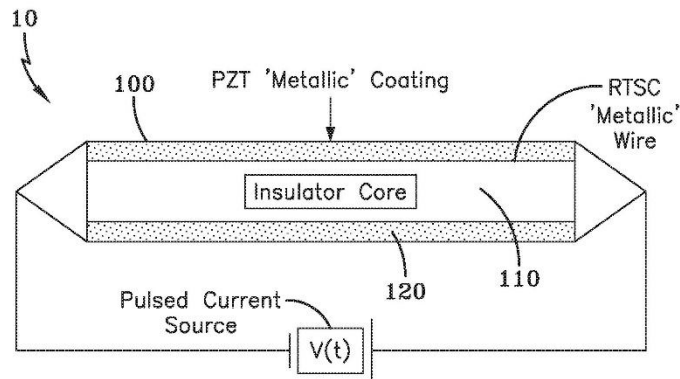 10
100
PZT 'Metallic' Coating
RTSC
'Metallic'
Wire
Insulator Core
110
120
Pulsed Current
Source
V(t)